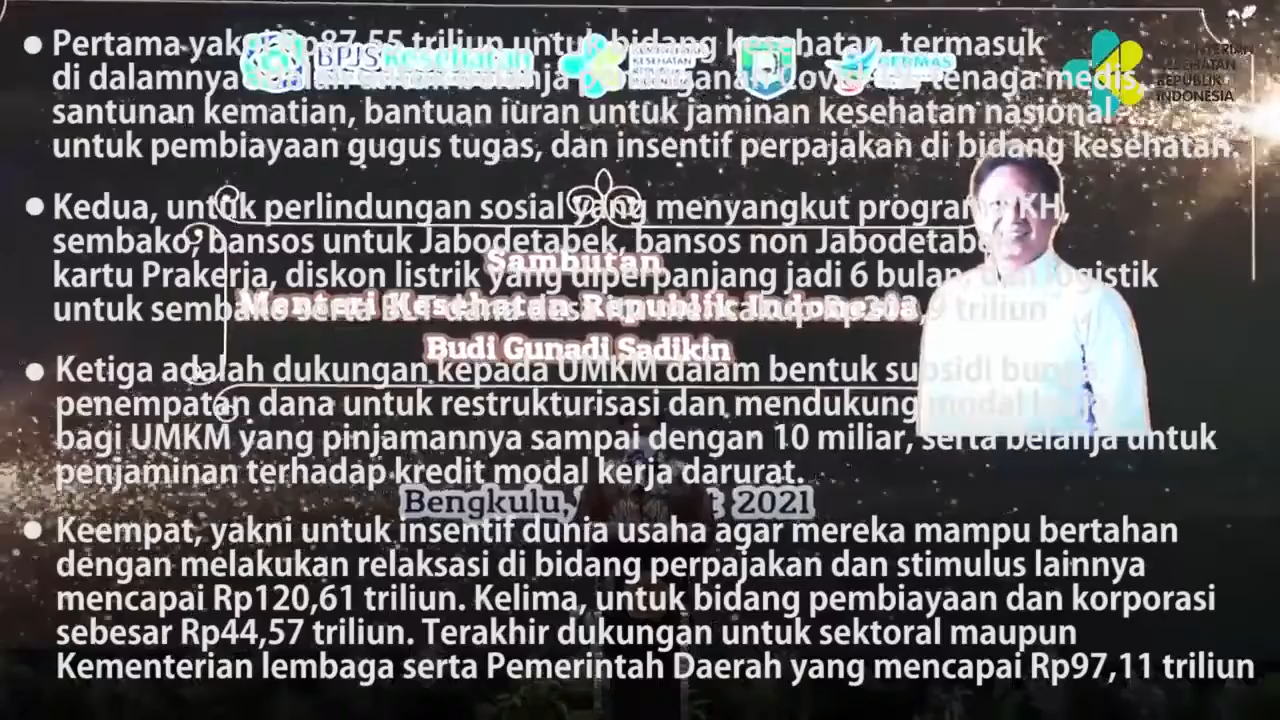 Pertama yakni Rp87,55 triliun untuk bidang kesehatan, termasuk
di dalamnya
tenaga medis,
santunan kematian, bantuan iuran untuk jaminan kesehatan nasional
untuk pembiayaan gugus tugas, dan insentif perpajakan di bidang kesehatan.
Kedua, untuk perlindungan sosial yang menyangkut program PKH,
sembako, bansos untuk Jabodetabek, bansos non Jabodetabek
kartu Prakerja, diskon listrik yang diperpanjang jadi 6 bulan, dan logistik
untuk sembako
triliun
Ketiga adalah dukungan kepada UMKM dalam bentuk subsidi bunga
penempatan dana untuk restrukturisasi dan mendukung modal kerja
bagi UMKM yang pinjamannya sampai dengan 10 miliar, serta belanja untuk
penjaminan terhadap kredit modal kerja darurat.
Keempat, yakni untuk insentif dunia usaha agar mereka mampu bertahan
dengan melakukan relaksasi di bidang perpajakan dan stimulus lainnya
mencapai Rp120,61 triliun. Kelima, untuk bidang pembiayaan dan korporasi
sebesar Rp44,57 triliun. Terakhir dukungan untuk sektoral maupun
Kementerian lembaga serta Pemerintah Daerah yang mencapai Rp97,11 triliun
BPJS Kesehatan
KESEHATAN
REPUBLIK
INDONESIA
GERMAS
Sambutan
Menteri Kesehatan Republik Indonesia
Budi Gunadi Sadikin
Bengkulu,
2021